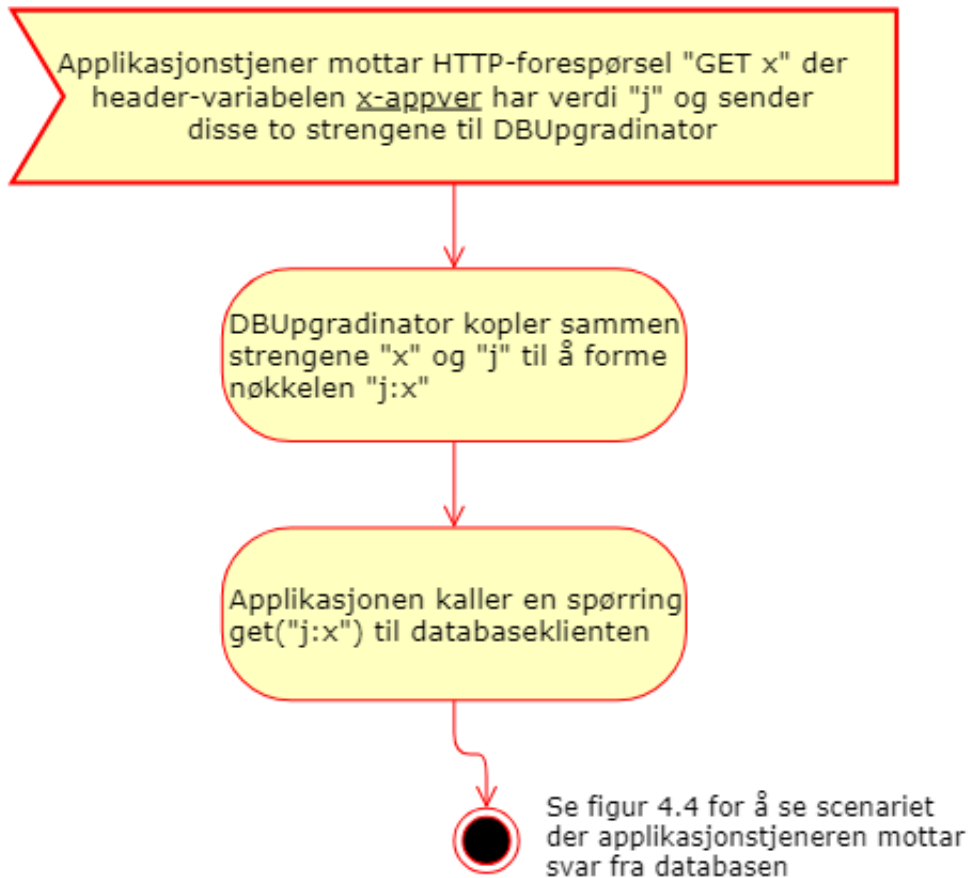 Applikasjonstjener mottar HTTP-forespørsel "GET x" der
header-variabelen x-appver har verdi "j" og sender
disse to strengene til DBUpgradinator
DBUpgradinator kopler sammen
strengene "x" og "j" til å forme
nøkkelen "j:x"
Applikasjonen kaller en spørring
get("j:x") til databaseklienten
Se figur 4.4 for å se scenariet
der applikasjonstjeneren mottar
svar fra databasen